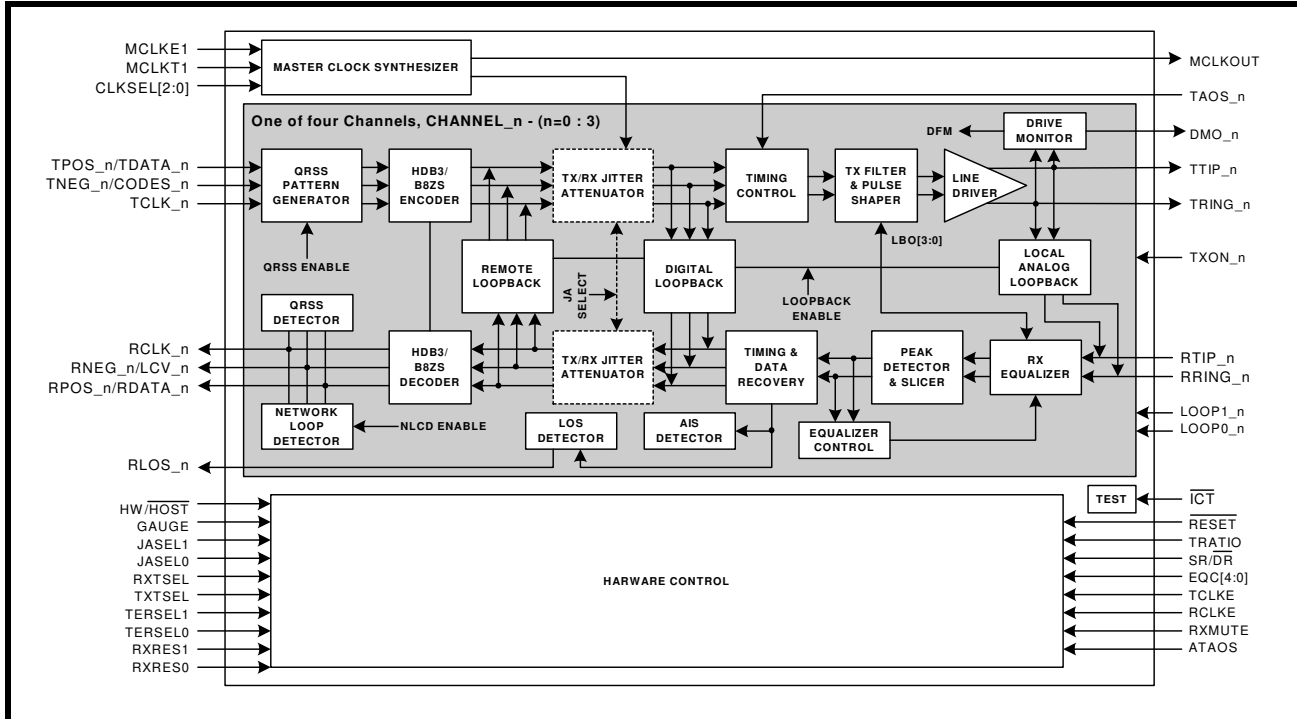 MCLKE1
MCLKT1
CLKSEL[2:0]
MASTER CLOCK SYNTHESIZER
MCLKOUT
TAOS_n
One of four Channels, CHANNEL_n - (n=0 : 3)
TPOS_n/TDATA_n
TNEG_n/CODES_n
TCLK_n
QRSS
PATTERN
GENERATOR
HDB3/
B8ZS
ENCODER
TX/RX JITTER
ATTENUATOR
TIMING
CONTROL
TX FILTER
& PULSE
SHAPER
LINE
DRIVER
DFM
DRIVE
MONITOR
DMO_n
TTIP_n
TRING_n
QRSS ENABLE
REMOTE
LOOPBACK
JA
SELECT
DIGITAL
LOOPBACK
LOOPBACK
ENABLE
LBO[3:0]
LOCAL
ANALOG
LOOPBACK
TXON_n
QRSS
DETECTOR
RCLK_n
RNEG_n/LCV_n
RPOS_n/RDATA_n
HDB3/
B8ZS
DECODER
TX/RX JITTER
ATTENUATOR
TIMING &
DATA
RECOVERY
PEAK
DETECTOR
& SLICER
RX
EQUALIZER
RTIP_n
RRING_n
NETWORK
LOOP
DETECTOR
NLCD ENABLE
LOS
DETECTOR
AIS
DETECTOR
EQUALIZER
CONTROL
LOOP1_n
LOOP0_n
RLOS_n
TEST
ICT
HW/HOST
GAUGE
JASEL1
JASEL0
RXTSEL
TXTSEL
TERSEL1
TERSEL0
RXRES1
RXRES0
HARWARE CONTROL
RESET
TRATIO
SR/DR
EQC[4:0]
TCLKE
RCLKE
RXMUTE
ATAOS